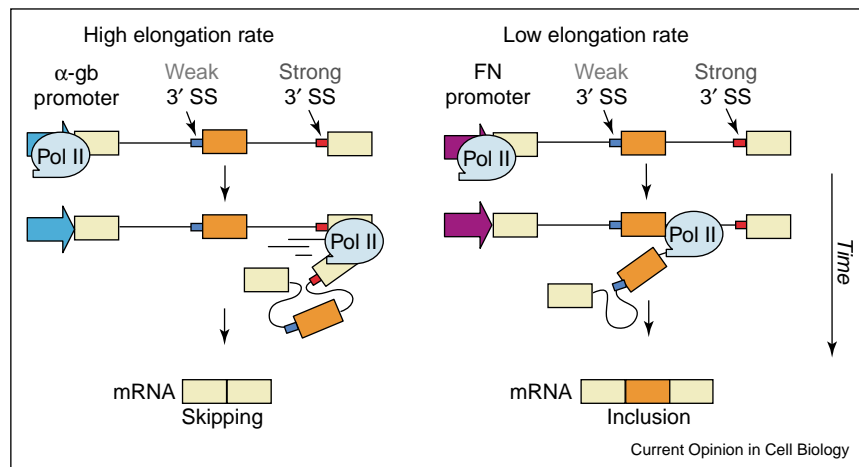 High elongation rate
α-gb
promoter
Weak
3′ SS
Strong
3′ SS
Pol II
Pol II
mRNA
Skipping
Low elongation rate
FN
promoter
Weak
3′ SS
Strong
3′ SS
Pol II
Pol II
mRNA
Inclusion
Time
Current Opinion in Cell Biology